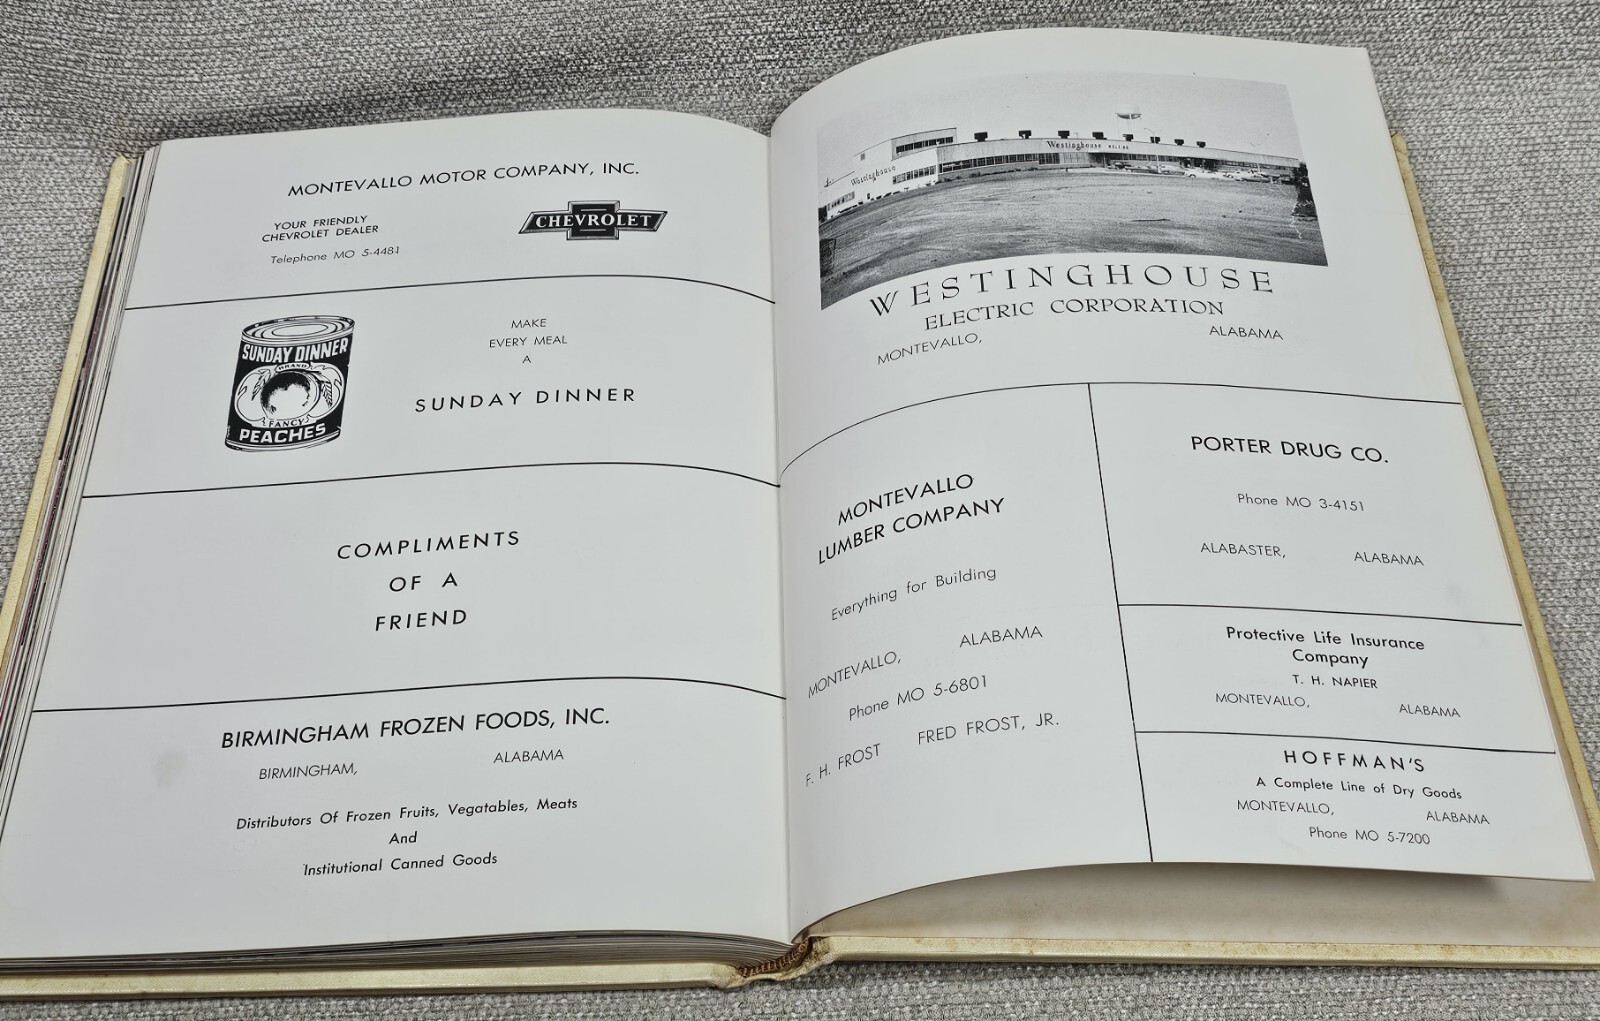 MONTEVALLO MOTOR COMPANY, INC.
YOUR FRIENDLY
CHEVROLET DEALER
Telephone MO 5-4481
CHEVROLET
SUNDAY DINNER
BRAND
FANCY
PEACHES
MAKE
EVERY MEAL
A
SUNDAY DINNER
COMPLIMENTS
OF A
FRIEND
BIRMINGHAM FROZEN FOODS, INC.
BIRMINGHAM, ALABAMA
Distributors Of Frozen Fruits, Vegatables, Meats
And
Institutional Canned Goods
Westinghouse
Westinghouse
WESTINGHOUSE
ELECTRIC CORPORATION
MONTEVALLO, ALABAMA
MONTEVALLO
LUMBER COMPANY
Everything for Building
MONTEVALLO, ALABAMA
Phone MO 5-6801
F. H. FROST FRED FROST, JR.
PORTER DRUG CO.
Phone MO 3-4151
ALABASTER, ALABAMA
Protective Life Insurance
Company
T. H. NAPIER
MONTEVALLO, ALABAMA
HOFFMAN'S
A Complete Line of Dry Goods
MONTEVALLO, ALABAMA
Phone MO 5-7200